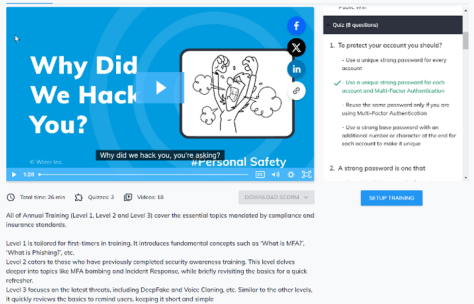 Why Did
We Hack
You?
© Wizer Inc.
#Personal Safety
Why did we hack you, you're asking?
1:26
CC
Total time: 26 min
Quizzes: 3
Videos: 18
DOWNLOAD SCORM
All of Annual Training (Level 1, Level 2 and Level 3) cover the essential topics mandated by compliance and
insurance standards.
Level 1 is tailored for first-timers in training. It introduces fundamental concepts such as 'What is MFA?',
'What is Phishing?', etc.
Level 2 caters to those who have previously completed security awareness training. This level delves
deeper into topics like MFA bombing and Incident Response, while briefly revisiting the basics for a quick
refresher.
Level 3 focuses on the latest threats, including DeepFake and Voice Cloning, etc. Similar to the other levels,
it quickly reviews the basics to remind users, keeping it short and simple
Public WiFi
Quiz (8 questions)
1. To protect your account you should?
- Use a strong password for every
account
- Use a unique strong password for each
account and Multi-Factor Authentication
- Reuse the same password only if you are
using Multi-Factor Authentication
- Use a strong base password with an
additional number or character at the end for
each account to make it unique
2. A strong password is one that
SETUP TRAINING